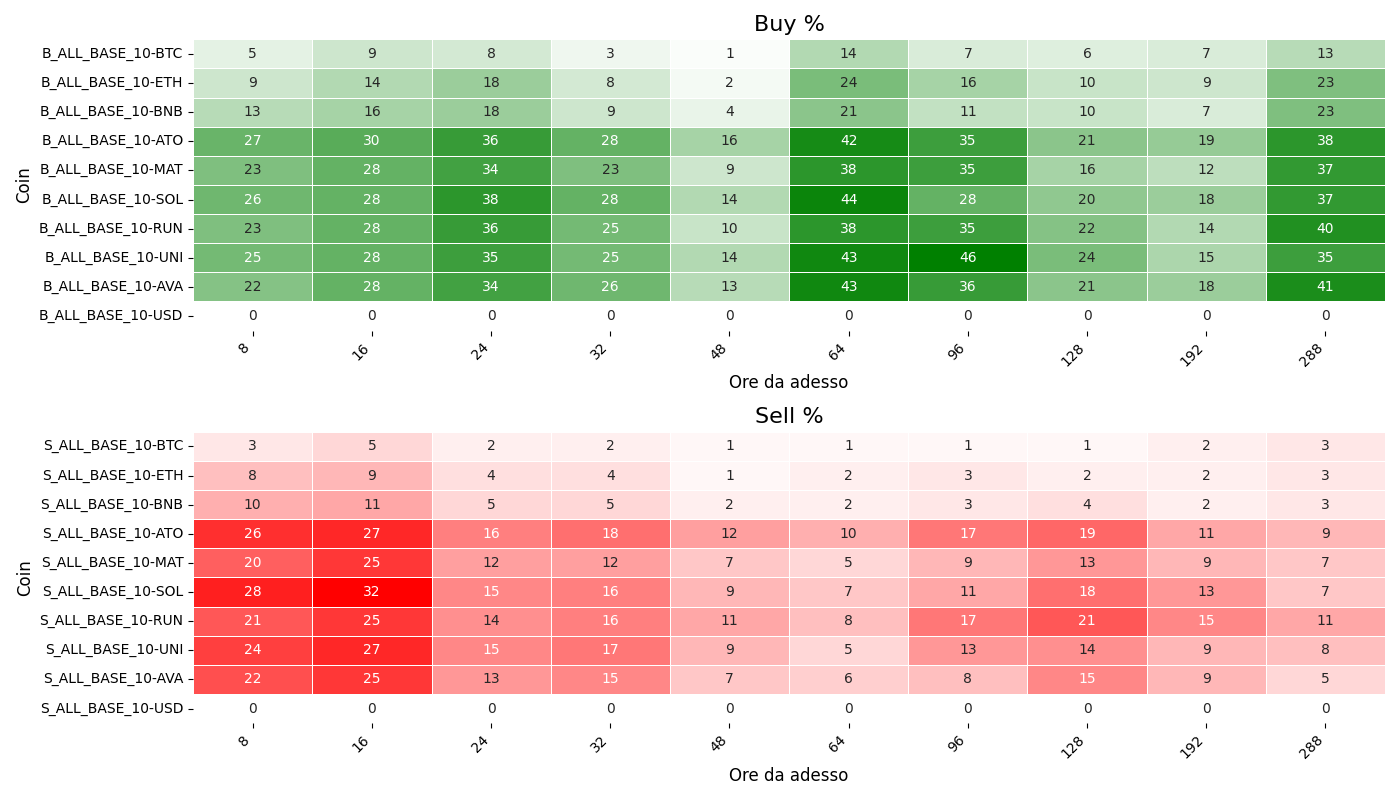 Buy %
Coin
B_ALL_BASE_10-BTC 5 9 8 3 1 14 7 6 7 13
B_ALL_BASE_10-ETH 9 14 18 8 2 24 16 10 9 23
B_ALL_BASE_10-BNB 13 16 18 9 4 21 11 10 7 23
B_ALL_BASE_10-ATO 27 30 36 28 16 42 35 21 19 38
B_ALL_BASE_10-MAT 23 28 34 23 9 38 35 16 12 37
B_ALL_BASE_10-SOL 26 28 38 28 14 44 28 20 18 37
B_ALL_BASE_10-RUN 23 28 36 25 10 38 35 22 14 40
B_ALL_BASE_10-UNI 25 28 35 25 14 43 46 24 15 35
B_ALL_BASE_10-AVA 22 28 34 26 13 43 36 21 18 41
B_ALL_BASE_10-USD 0 0 0 0 0 0 0 0 0 0
8 16 24 32 48 64 96 128 192 288
Ore da adesso
Sell %
Coin
S_ALL_BASE_10-BTC 3 5 2 2 1 1 1 1 2 3
S_ALL_BASE_10-ETH 8 9 4 4 1 2 3 2 2 3
S_ALL_BASE_10-BNB 10 11 5 5 2 2 3 4 2 3
S_ALL_BASE_10-ATO 26 27 16 18 12 10 17 19 11 9
S_ALL_BASE_10-MAT 20 25 12 12 7 5 9 13 9 7
S_ALL_BASE_10-SOL 28 32 15 16 9 7 11 18 13 7
S_ALL_BASE_10-RUN 21 25 14 16 11 8 17 21 15 11
S_ALL_BASE_10-UNI 24 27 15 17 9 5 13 14 9 8
S_ALL_BASE_10-AVA 22 25 13 15 7 6 8 15 9 5
S_ALL_BASE_10-USD 0 0 0 0 0 0 0 0 0 0
8 16 24 32 48 64 96 128 192 288
Ore da adesso